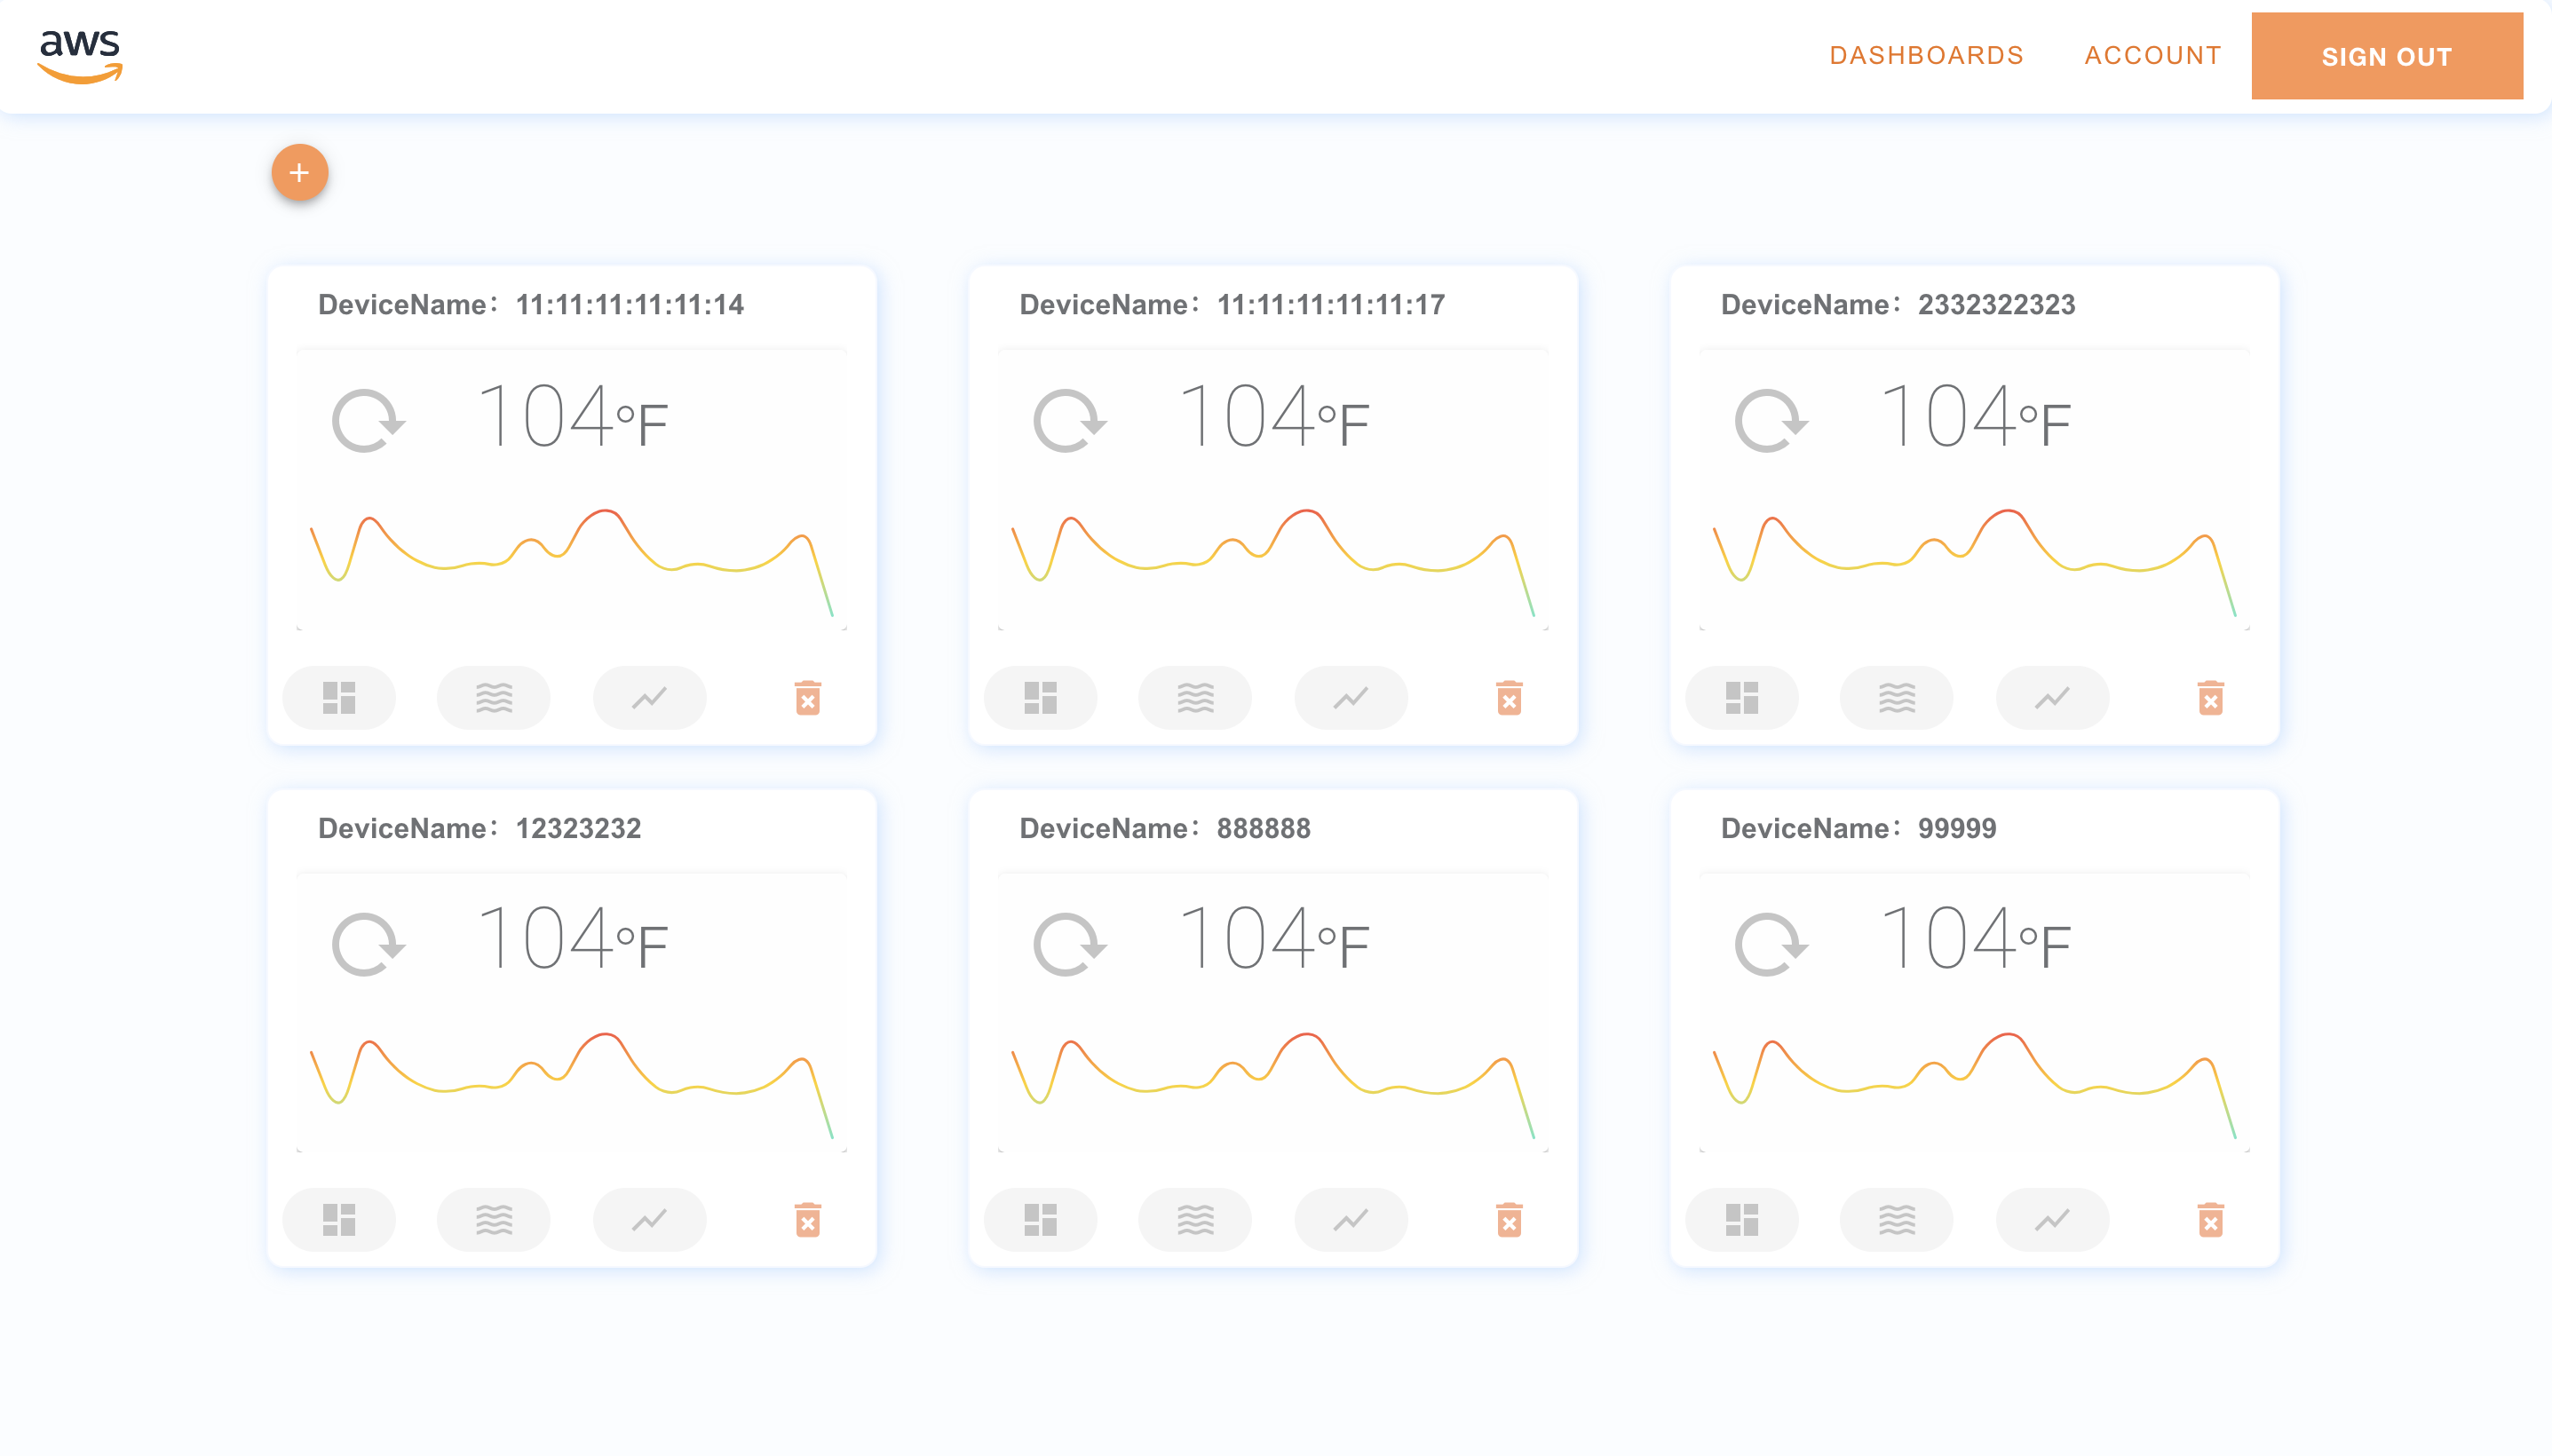 aws
DASHBOARDS
ACCOUNT
SIGN OUT
+
DeviceName：11:11:11:11:11:14
104°F
DeviceName：11:11:11:11:11:17
104°F
DeviceName：2332322323
104°F
DeviceName：12323232
104°F
DeviceName：888888
104°F
DeviceName：99999
104°F